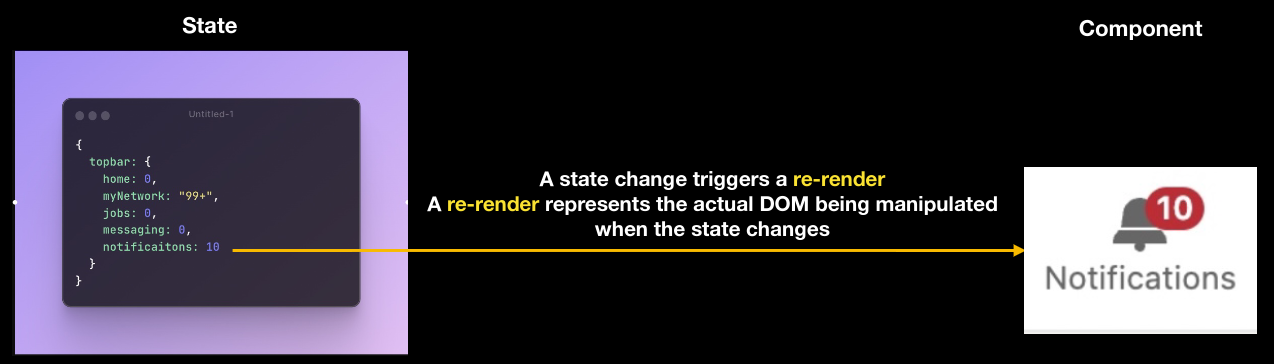 State
Component
Untitled-1
{
  topbar: {
    home: 0,
    myNetwork: "99+",
    jobs: 0,
    messaging: 0,
    notificaitons: 10
  }
}
A state change triggers a re-render
A re-render represents the actual DOM being manipulated
when the state changes
10
Notifications